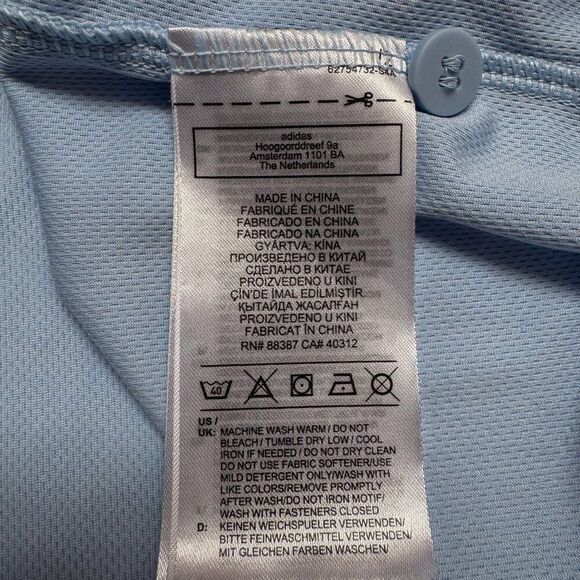 62754732-S4A
adidas
Hoogoorddreef 9a
Amsterdam 1101 BA
The Netherlands
MADE IN CHINA
FABRIQUÉ EN CHINE
FABRICADO EN CHINA
FABRICADO NA CHINA
GYÁRTVA: KÍNA
ПРОИЗВЕДЕНО В КИТАЙ
СДЕЛАНО В КИТАЕ
PROIZVEDENO U KINI
ÇİN'DE İMAL EDİLMİŞTİR.
ҚЫТАЙДА ЖАСАЛҒАН
PROIZVEDENO U KINI
FABRICAT ÎN CHINA
RN# 88387 CA# 40312
40
US /
UK: MACHINE WASH WARM / DO NOT
BLEACH / TUMBLE DRY LOW / COOL
IRON IF NEEDED / DO NOT DRY CLEAN
DO NOT USE FABRIC SOFTENER/USE
MILD DETERGENT ONLY/WASH WITH
LIKE COLORS/REMOVE PROMPTLY
AFTER WASH/DO NOT IRON MOTIF/
WASH WITH FASTENERS CLOSED
D: KEINEN WEICHSPUELER VERWENDEN/
BITTE FEINWASCHMITTEL VERWENDEN/
MIT GLEICHEN FARBEN WASCHEN/